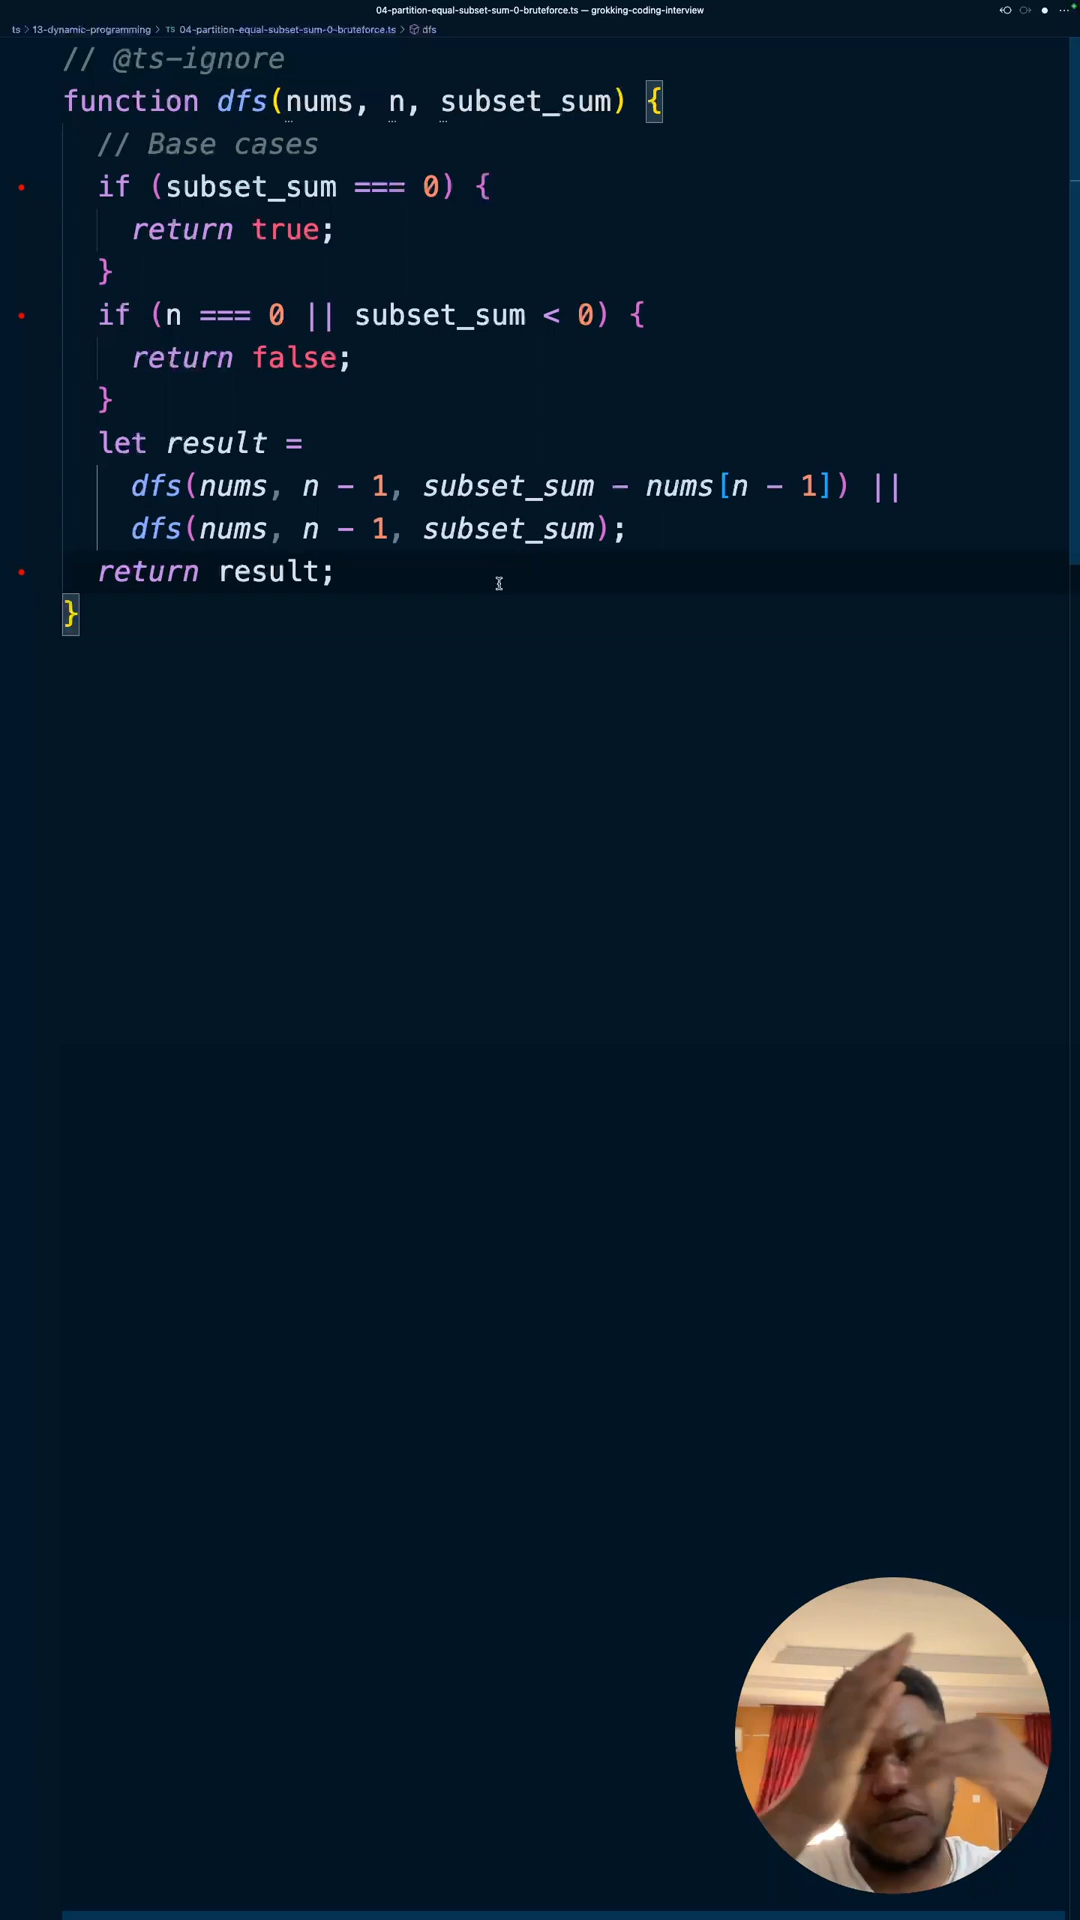 04-partition-equal-subset-sum-0-bruteforce.ts — grokking-coding-interview
ts > 13-dynamic-programming > TS 04-partition-equal-subset-sum-0-bruteforce.ts > dfs
// @ts-ignore
function dfs(nums, n, subset_sum) {
// Base cases
if (subset_sum === 0) {
return true;
}
if (n === 0 || subset_sum < 0) {
return false;
}
let result =
dfs(nums, n - 1, subset_sum - nums[n - 1]) ||
dfs(nums, n - 1, subset_sum);
return result;
}